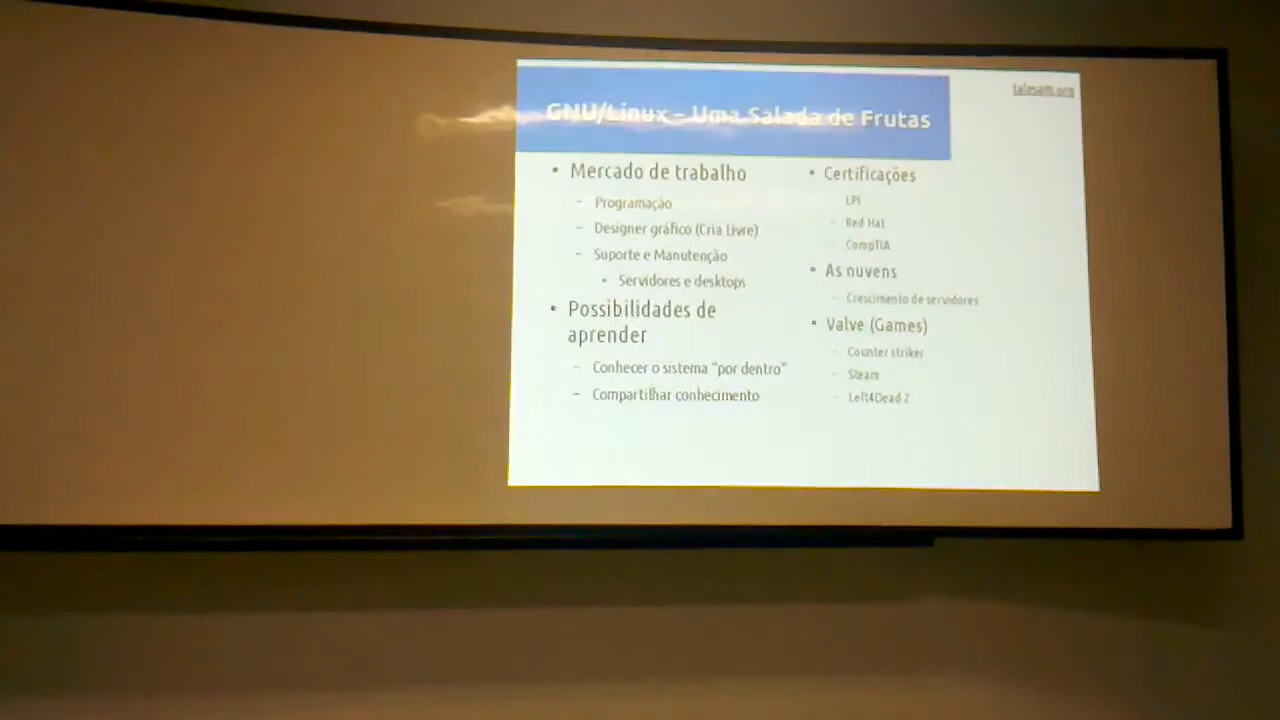 talesam.org
GNU/Linux – Uma Salada de Frutas
• Mercado de trabalho
– Programação
– Designer gráfico (Cria Livre)
– Suporte e Manutenção
• Servidores e desktops
• Possibilidades de
aprender
– Conhecer o sistema "por dentro"
– Compartilhar conhecimento
• Certificações
– LPI
– Red Hat
– CompTIA
• As nuvens
– Crescimento de servidores
• Valve (Games)
– Counter striker
– Steam
– Left4Dead 2